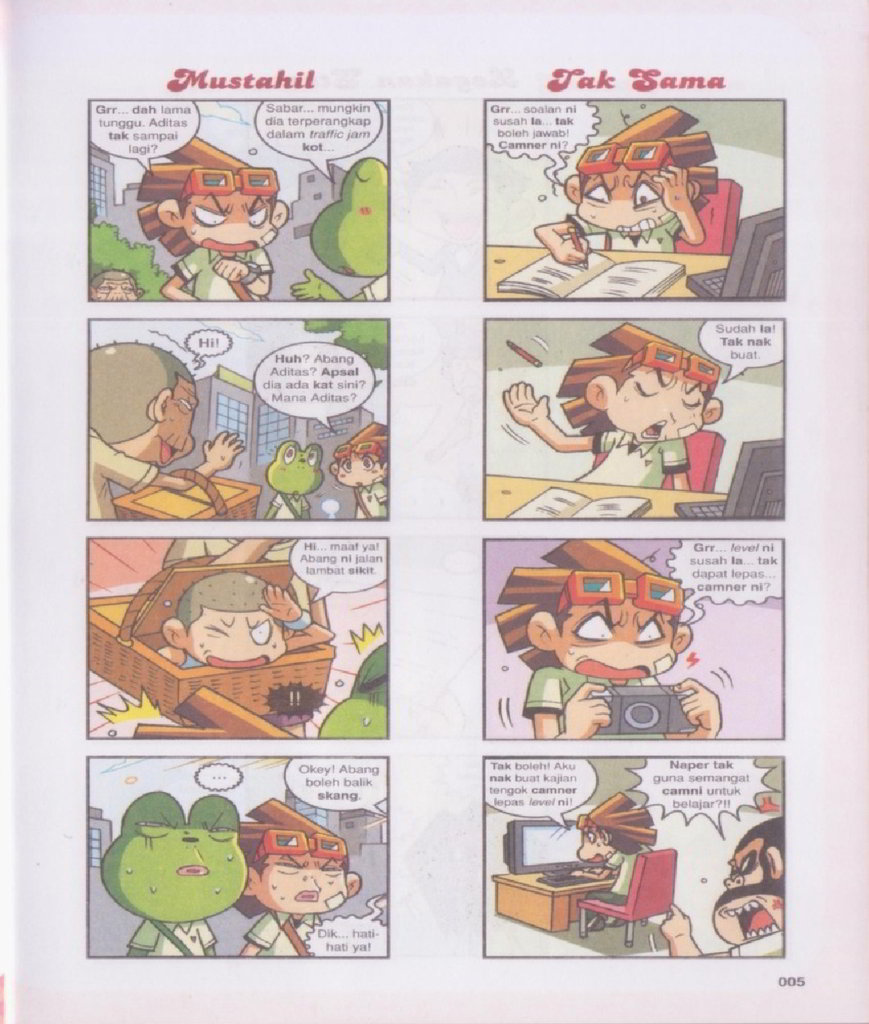 Mustahil
Grr... dah lama
tunggu. Aditas
tak sampai
lagi?
Sabar... mungkin
dia terperangkap
dalam traffic jam
kot...
Hi!
Huh? Abang
Aditas? Apsal
dia ada kat sini?
Mana Aditas?
Hi... maaf ya!
Abang ni jalan
lambat sikit.
!!
...
Okey! Abang
boleh balik
skang.
Dik... hati-
hati ya!
Tak Sama
Grr... soalan ni
susah la... tak
boleh jawab!
Camner ni?
Sudah la!
Tak nak
buat.
Grr... level ni
susah la... tak
dapat lepas...
camner ni?
Tak boleh! Aku
nak buat kajian
tengok camner
lepas level ni!
Naper tak
guna semangat
camni untuk
belajar?!!
005